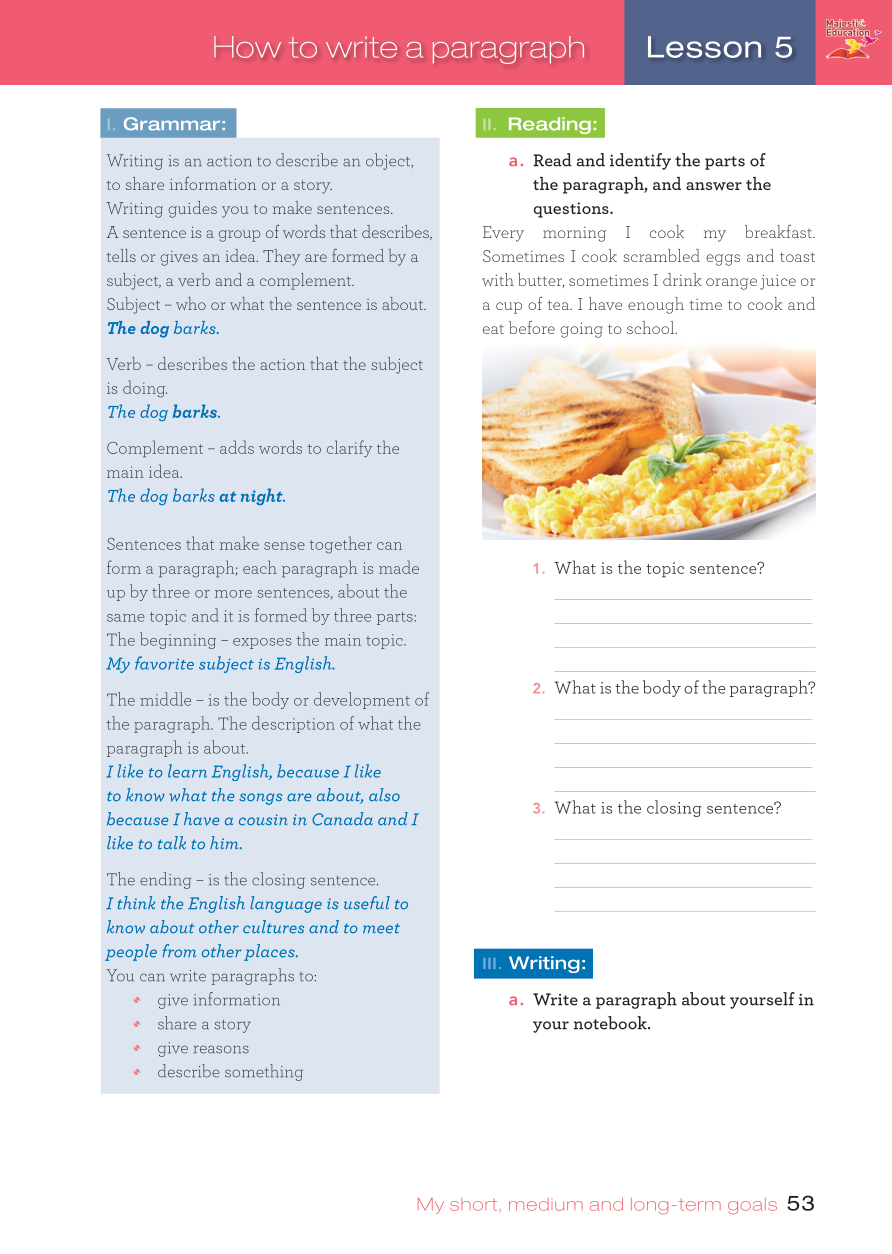 How to write a paragraph
Lesson 5
Majestic
Education
I. Grammar:
Writing is an action to describe an object,
to share information or a story.
Writing guides you to make sentences.
A sentence is a group of words that describes,
tells or gives an idea. They are formed by a
subject, a verb and a complement.
Subject – who or what the sentence is about.
The dog barks.
Verb – describes the action that the subject
is doing.
The dog barks.
Complement – adds words to clarify the
main idea.
The dog barks at night.
Sentences that make sense together can
form a paragraph; each paragraph is made
up by three or more sentences, about the
same topic and it is formed by three parts:
The beginning – exposes the main topic.
My favorite subject is English.
The middle – is the body or development of
the paragraph. The description of what the
paragraph is about.
I like to learn English, because I like
to know what the songs are about, also
because I have a cousin in Canada and I
like to talk to him.
The ending – is the closing sentence.
I think the English language is useful to
know about other cultures and to meet
people from other places.
You can write paragraphs to:
give information
share a story
give reasons
describe something
II. Reading:
a. Read and identify the parts of
the paragraph, and answer the
questions.
Every morning I cook my breakfast.
Sometimes I cook scrambled eggs and toast
with butter, sometimes I drink orange juice or
a cup of tea. I have enough time to cook and
eat before going to school.
1. What is the topic sentence?
2. What is the body of the paragraph?
3. What is the closing sentence?
III. Writing:
a. Write a paragraph about yourself in
your notebook.
My short, medium and long-term goals 53